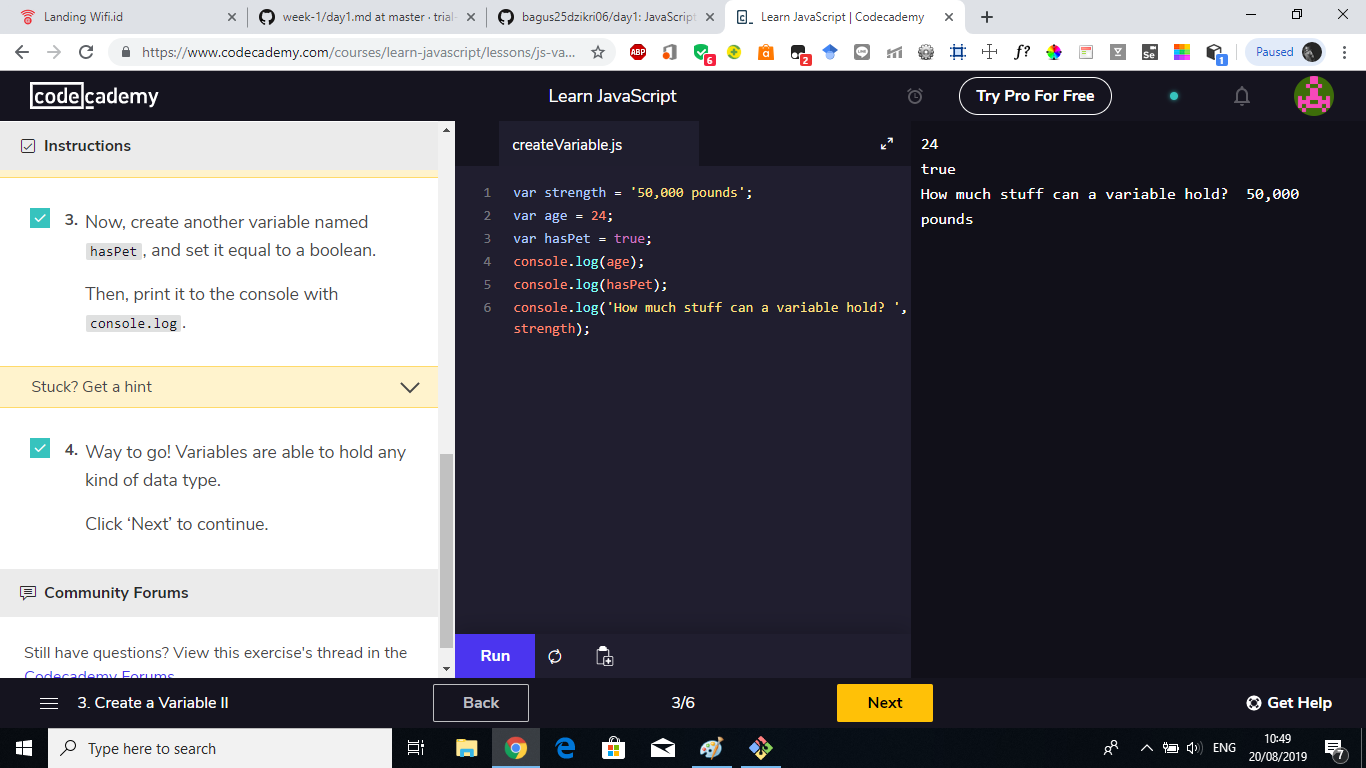 Landing Wifi.id
week-1/day1.md at master · trial-
bagus25dzikri06/day1: JavaScript
Learn JavaScript | Codecademy
https://www.codecademy.com/courses/learn-javascript/lessons/js-va...
ABP
6
2
f?
Se
1
Paused
codecademy
Learn JavaScript
Try Pro For Free
Instructions
3. Now, create another variable named
hasPet, and set it equal to a boolean.
Then, print it to the console with
console.log.
Stuck? Get a hint
4. Way to go! Variables are able to hold any
kind of data type.
Click ‘Next’ to continue.
Community Forums
Still have questions? View this exercise's thread in the
Codecademy Forums
createVariable.js
1 var strength = '50,000 pounds';
2 var age = 24;
3 var hasPet = true;
4 console.log(age);
5 console.log(hasPet);
6 console.log('How much stuff can a variable hold? ',
strength);
24
true
How much stuff can a variable hold?  50,000
pounds
Run
3. Create a Variable II
Back
3/6
Next
Get Help
Type here to search
ENG
10:49
20/08/2019
7